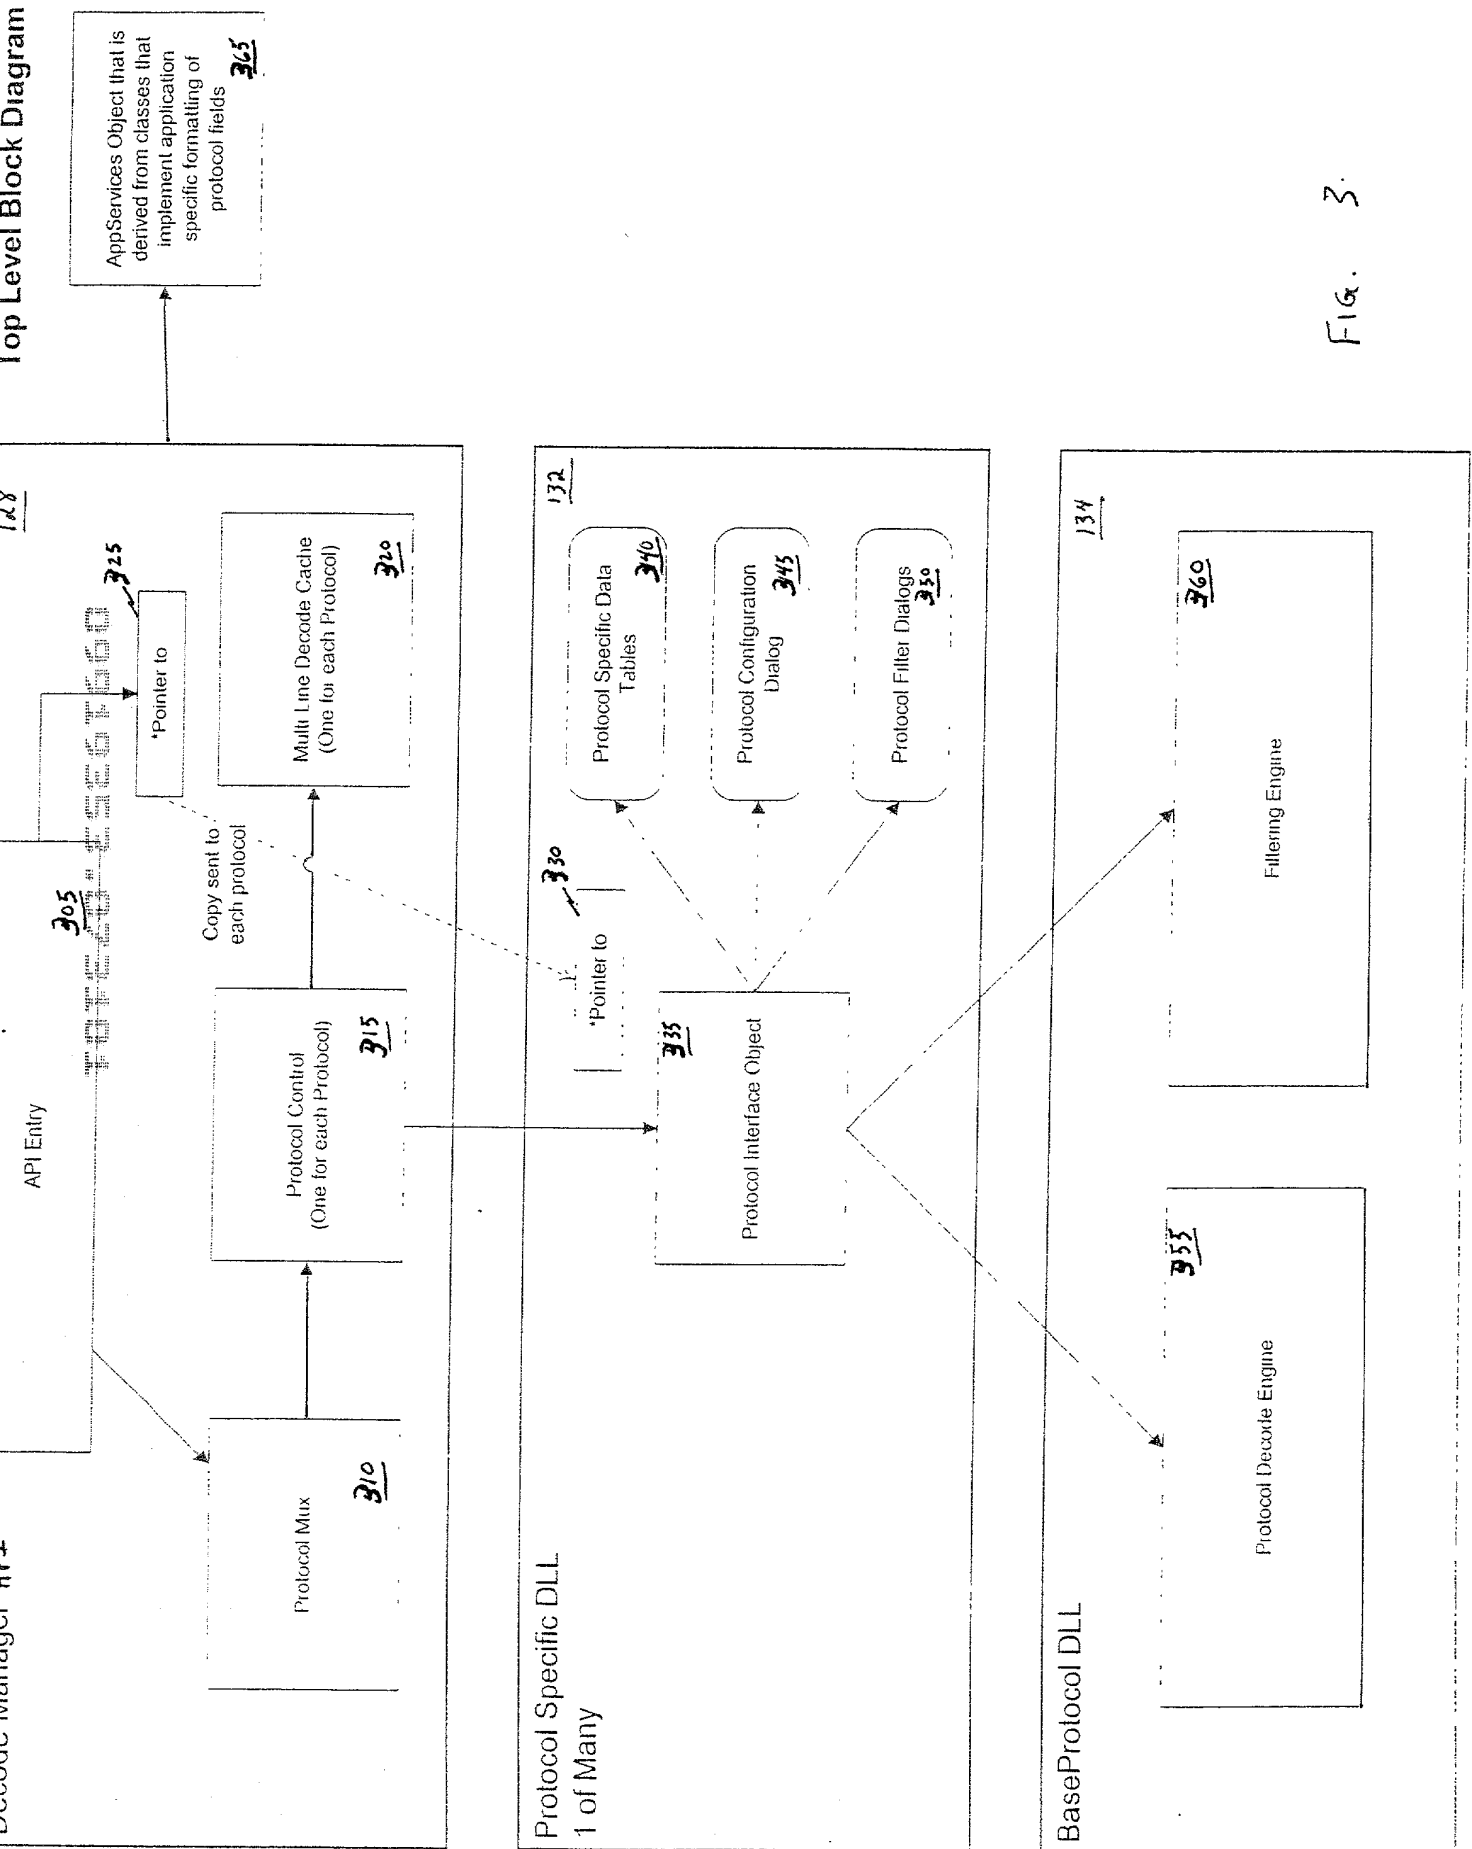 Top Level Block Diagram
Decode Manager API
128
API Entry
305
*Pointer to
325
Protocol Mux
310
Protocol Control
(One for each Protocol)
315
Copy sent to
each protocol
Multi Line Decode Cache
(One for each Protocol)
320
AppServices Object that is
derived from classes that
implement application
specific formatting of
protocol fields
365
Protocol Specific DLL
1 of Many
132
*Pointer to
330
Protocol Interface Object
335
Protocol Specific Data
Tables
340
Protocol Configuration
Dialog
345
Protocol Filter Dialogs
350
BaseProtocol DLL
134
Protocol Decode Engine
355
Filtering Engine
360
FIG. 3.